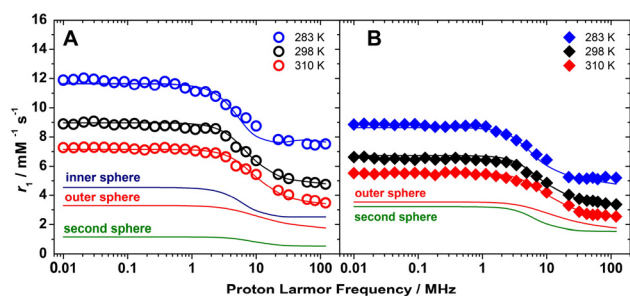 16
14
12
10
8
6
4
2
0
r₁ / mM⁻¹ s⁻¹
A
283 K
298 K
310 K
inner sphere
outer sphere
second sphere
0.01 0.1 1 10 100
B
283 K
298 K
310 K
outer sphere
second sphere
0.01 0.1 1 10 100
Proton Larmor Frequency / MHz